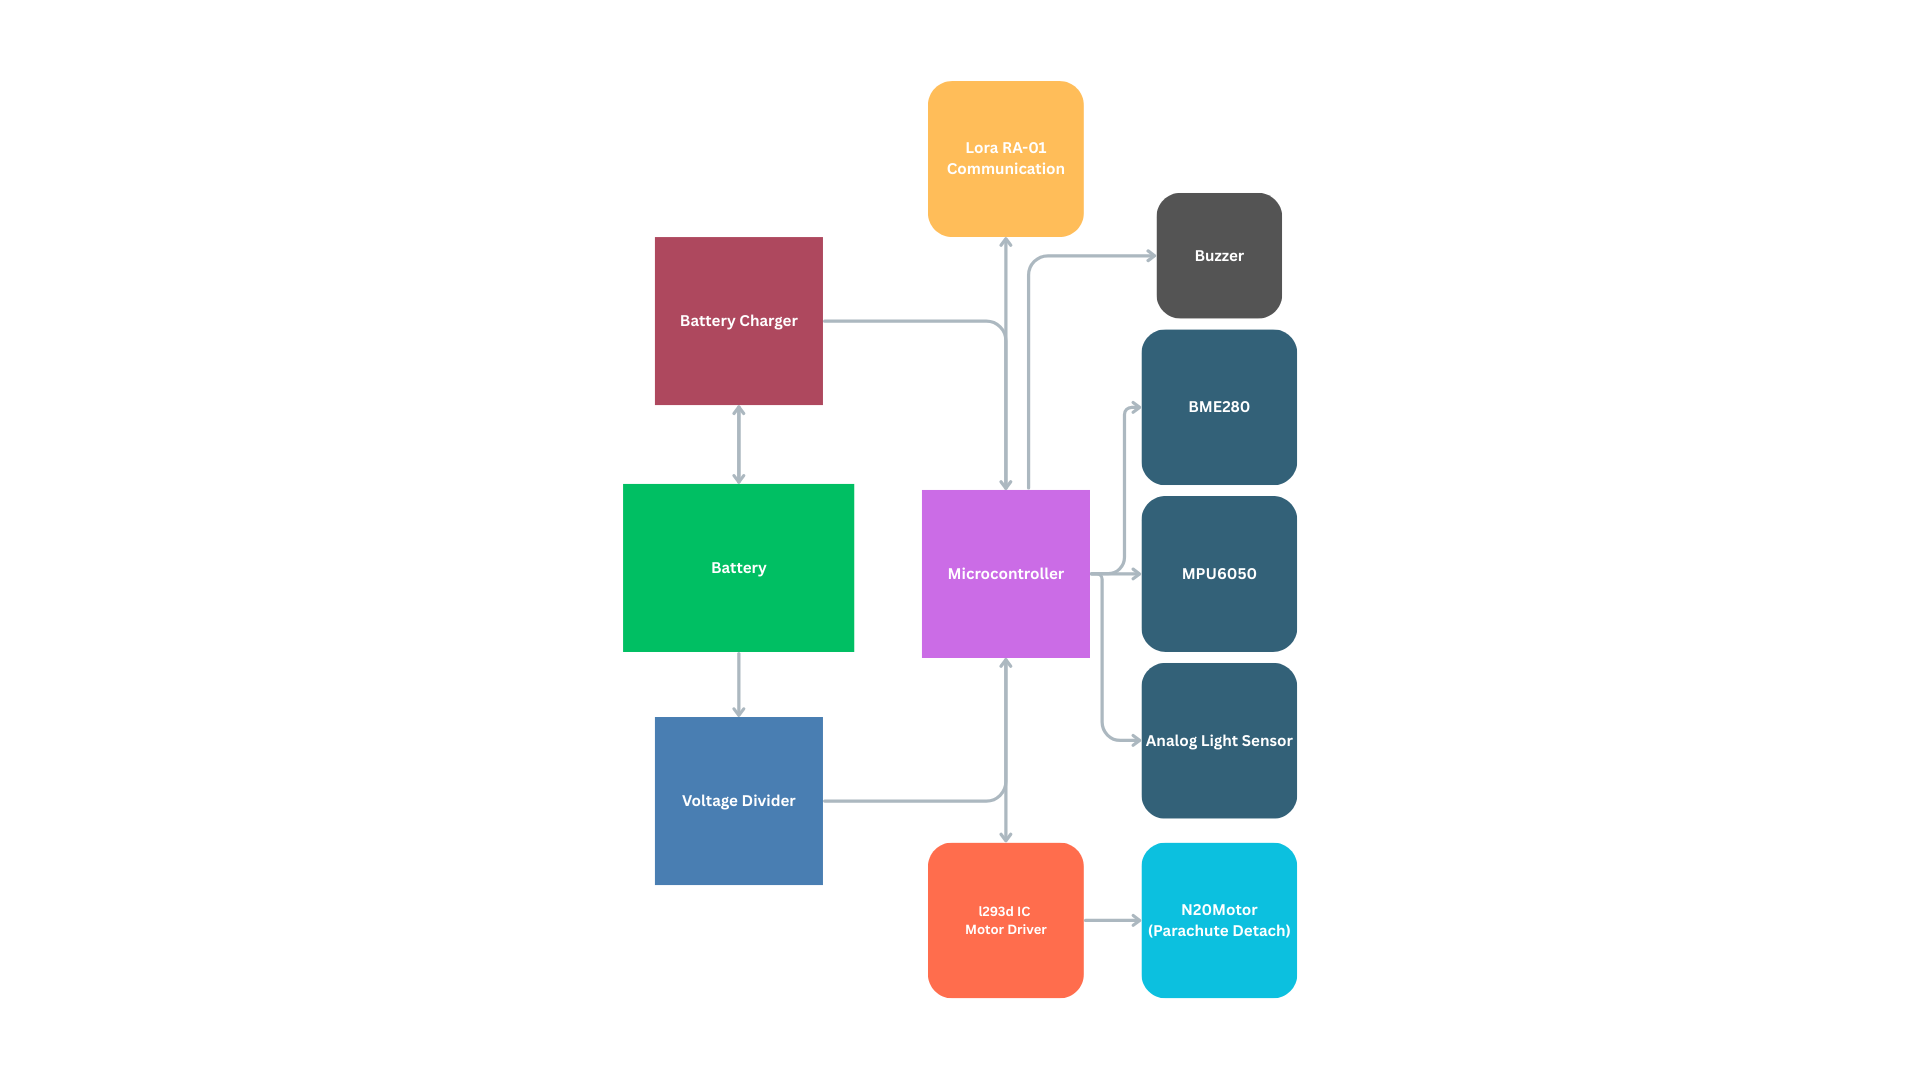 Lora RA-01
Communication
Buzzer
Battery Charger
BME280
Battery
Microcontroller
MPU6050
Analog Light Sensor
Voltage Divider
l293d IC
Motor Driver
N20Motor
(Parachute Detach)